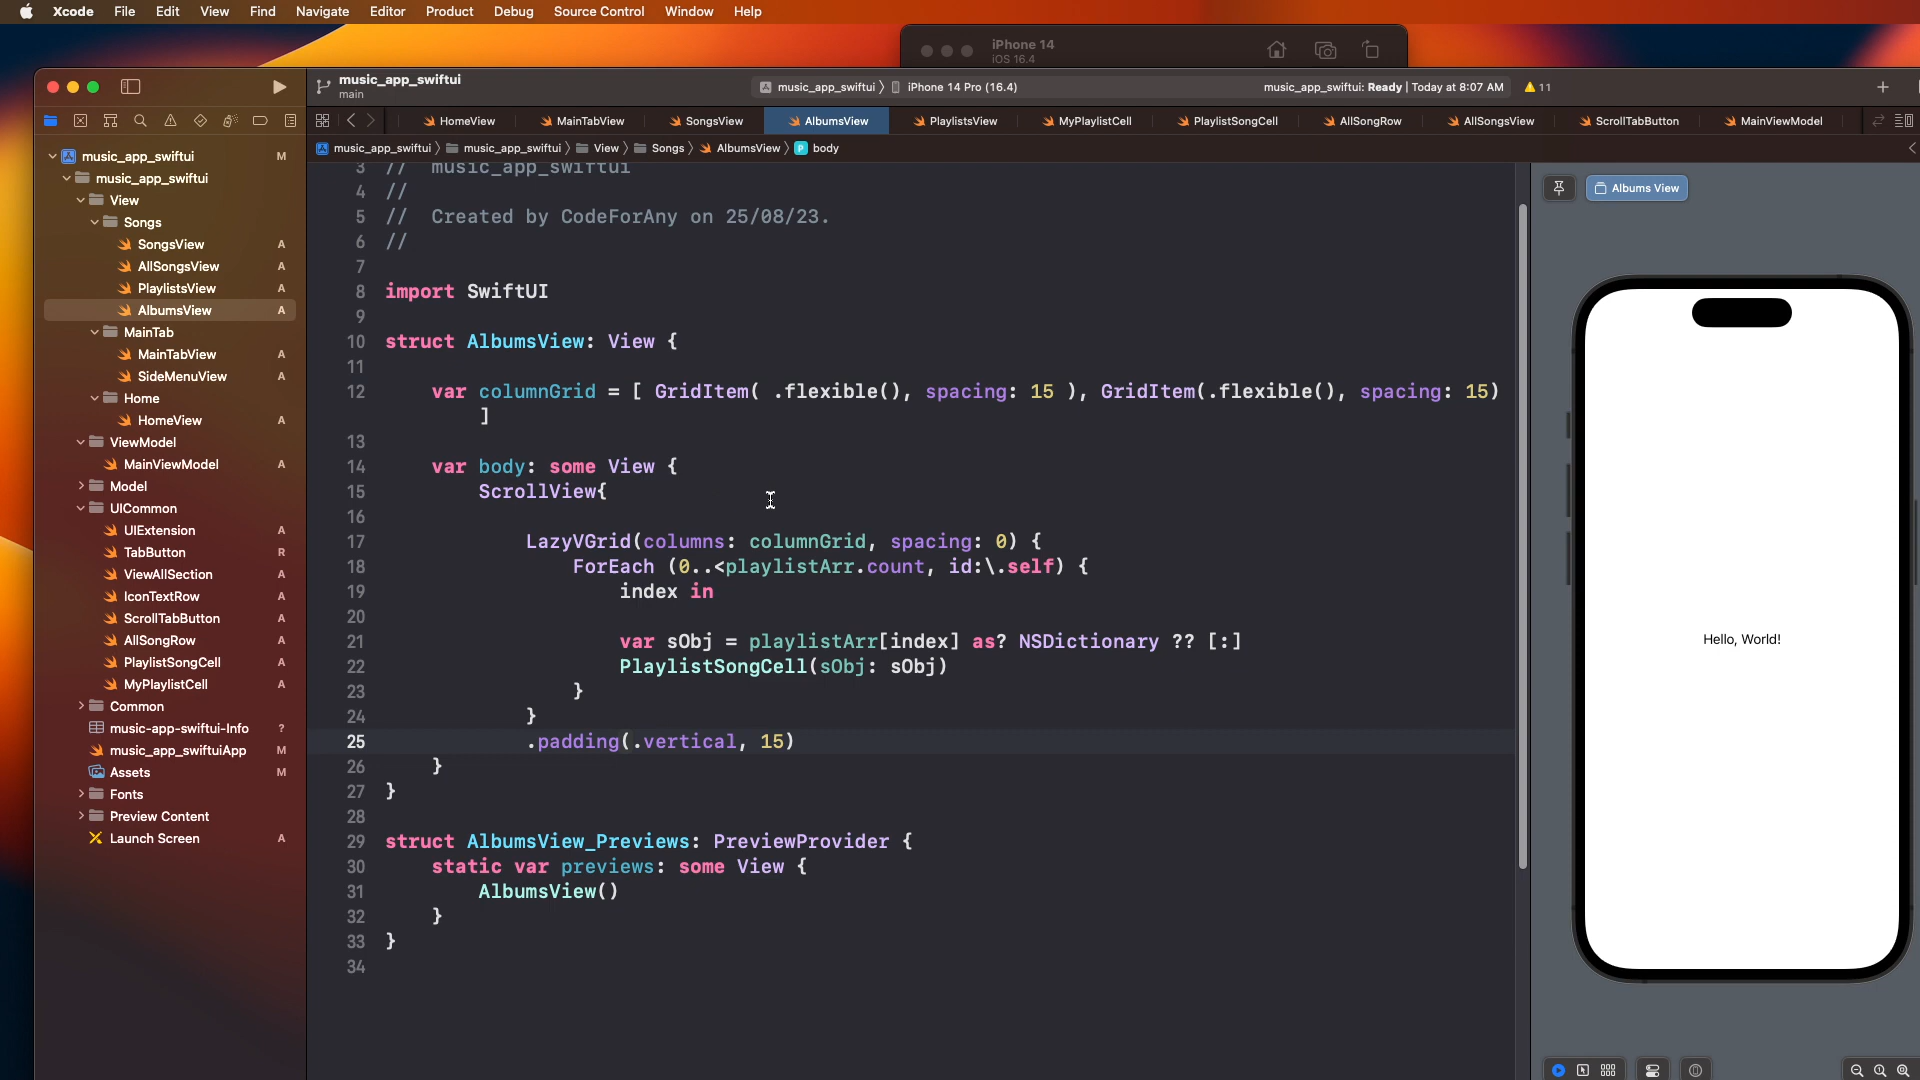 Xcode File Edit View Find Navigate Editor Product Debug Source Control Window Help
iPhone 14
iOS 16.4
music_app_swiftui
main
music_app_swiftui 〉 iPhone 14 Pro (16.4)
music_app_swiftui: Ready | Today at 8:07 AM
11
HomeView MainTabView SongsView AlbumsView PlaylistsView MyPlaylistCell PlaylistSongCell AllSongRow AllSongsView ScrollTabButton MainViewModel
music_app_swiftui 〉 music_app_swiftui 〉 View 〉 Songs 〉 AlbumsView 〉 P body
music_app_swiftui M
music_app_swiftui
View
Songs
SongsView A
AllSongsView A
PlaylistsView A
AlbumsView A
MainTab
MainTabView A
SideMenuView A
Home
HomeView A
ViewModel
MainViewModel A
Model
UICommon
UIExtension A
TabButton R
ViewAllSection A
IconTextRow A
ScrollTabButton A
AllSongRow A
PlaylistSongCell A
MyPlaylistCell A
Common
music-app-swiftui-Info ?
music_app_swiftuiApp M
Assets M
Fonts
Preview Content
Launch Screen A
3 // music_app_swiftui
4 //
5 // Created by CodeForAny on 25/08/23.
6 //
7
8 import SwiftUI
9
10 struct AlbumsView: View {
11
12 var columnGrid = [ GridItem( .flexible(), spacing: 15 ), GridItem(.flexible(), spacing: 15)
]
13
14 var body: some View {
15 ScrollView{
16
17 LazyVGrid(columns: columnGrid, spacing: 0) {
18 ForEach (0..<playlistArr.count, id:\.self) {
19 index in
20
21 var sObj = playlistArr[index] as? NSDictionary ?? [:]
22 PlaylistSongCell(sObj: sObj)
23 }
24 }
25 .padding(.vertical, 15)
26 }
27 }
28
29 struct AlbumsView_Previews: PreviewProvider {
30 static var previews: some View {
31 AlbumsView()
32 }
33 }
34
Albums View
Hello, World!